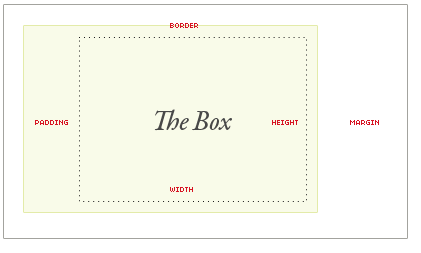 BORDER
PADDING
The Box
HEIGHT
MARGIN
WIDTH